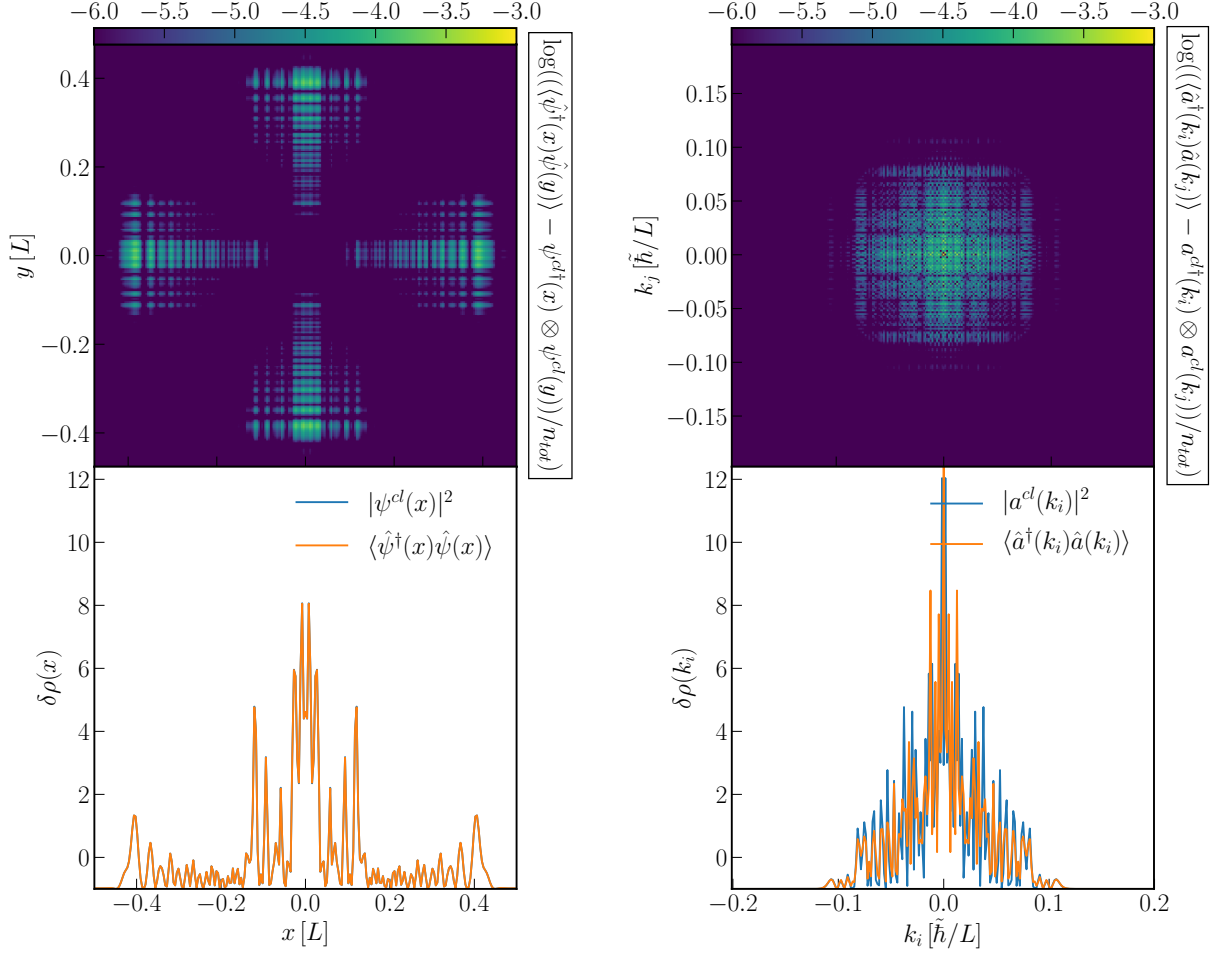 −6.0 −5.5 −5.0 −4.5 −4.0 −3.5 −3.0
0.4
0.2
0.0
−0.2
−0.4
y [L]
log((⟨ψ̂†(x)ψ̂(y)⟩ − ψ^{cl†}(x) ⊗ ψ^{cl}(y))/n_{tot})
12
10
8
6
4
2
0
δρ(x)
|ψ^{cl}(x)|²
⟨ψ̂†(x)ψ̂(x)⟩
−0.4 −0.2 0.0 0.2 0.4
x [L]
−6.0 −5.5 −5.0 −4.5 −4.0 −3.5 −3.0
0.15
0.10
0.05
0.00
−0.05
−0.10
−0.15
k_j [ℏ̃/L]
log((⟨â†(k_i)â(k_j)⟩ − a^{cl†}(k_i) ⊗ a^{cl}(k_j))/n_{tot})
12
10
8
6
4
2
0
δρ(k_i)
|a^{cl}(k_i)|²
⟨â†(k_i)â(k_i)⟩
−0.2 −0.1 0.0 0.1 0.2
k_i [ℏ̃/L]